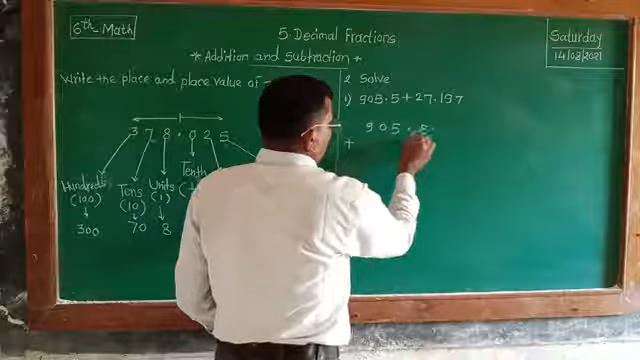 6th-Math
5. Decimal Fractions
Saturday
14/08/2021
* Addition and Subtraction *
Write the place and place value of
378.025
Hundreds Tens Units Tenth
(100) (10) (1)
300 70 8
2 Solve
1) 905.5+27.197
905.5
+